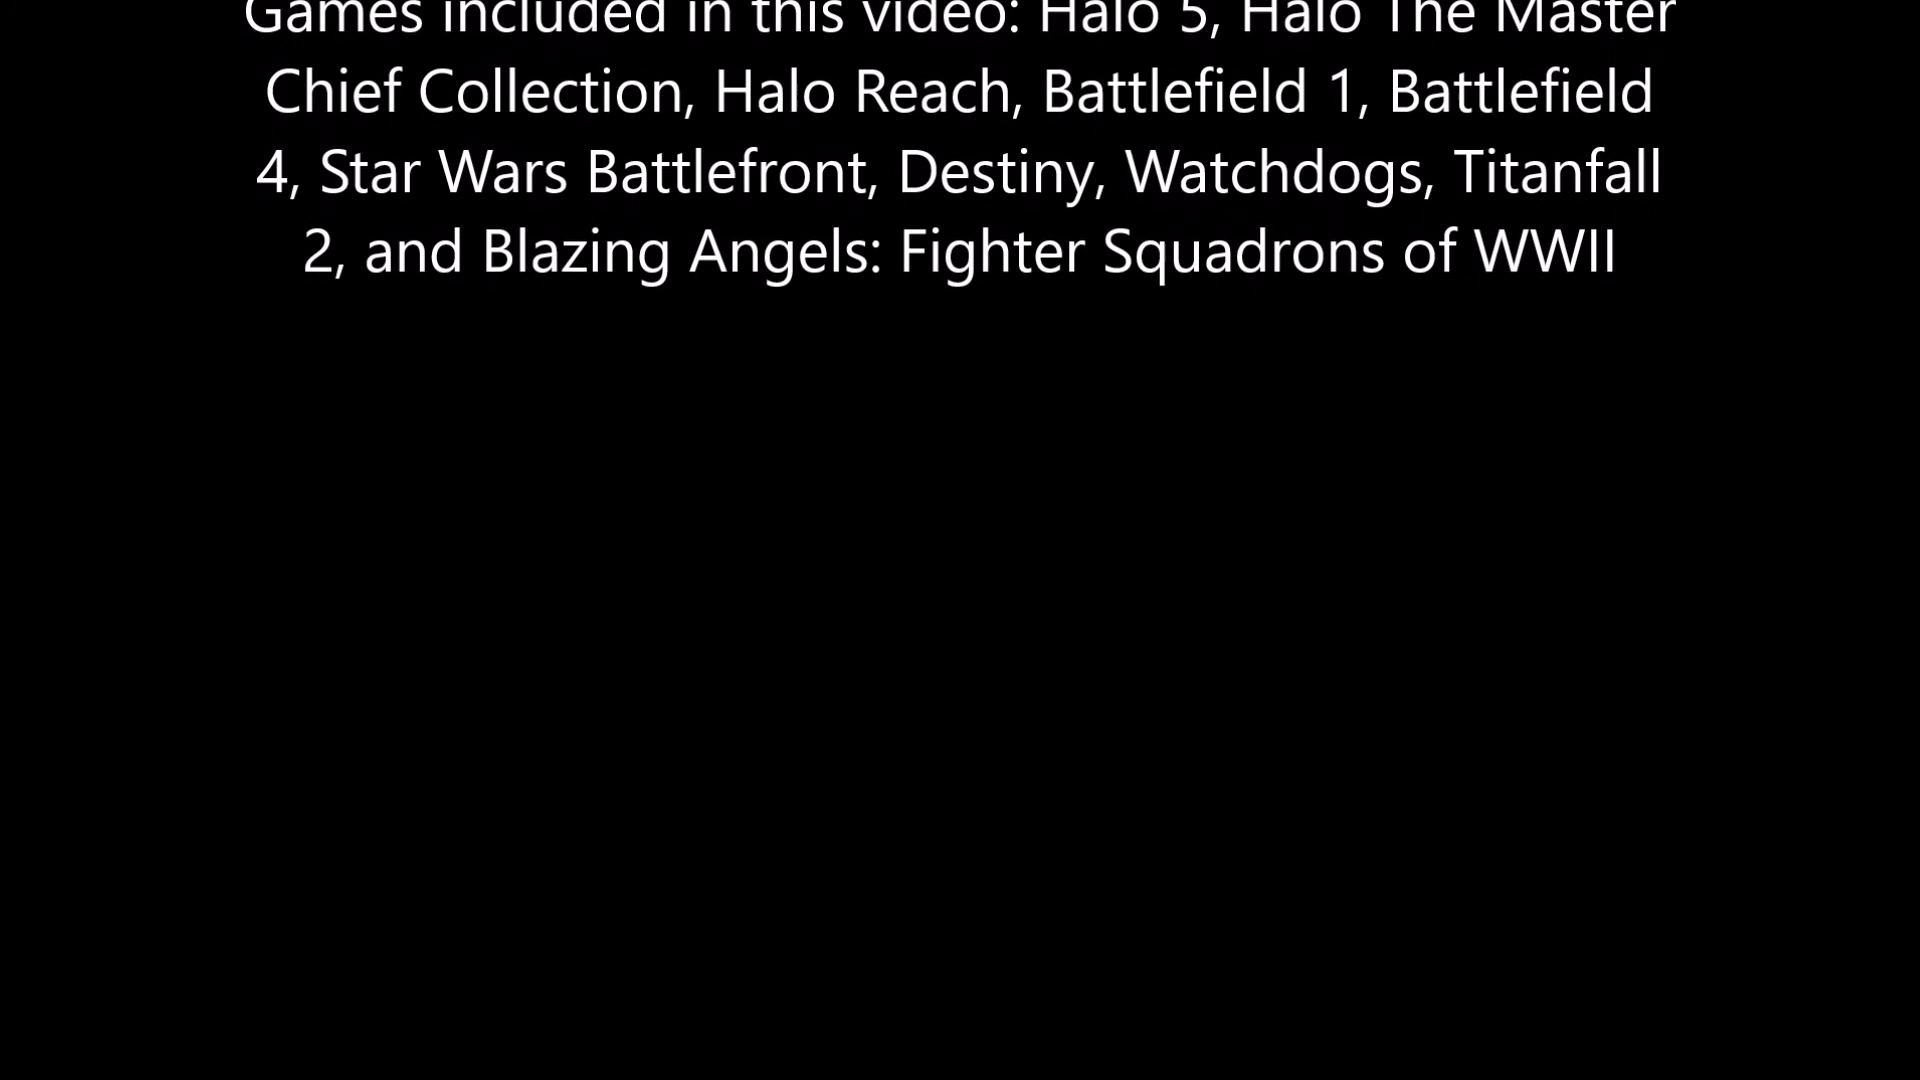 Games included in this video: Halo 5, Halo The Master
Chief Collection, Halo Reach, Battlefield 1, Battlefield
4, Star Wars Battlefront, Destiny, Watchdogs, Titanfall
2, and Blazing Angels: Fighter Squadrons of WWII